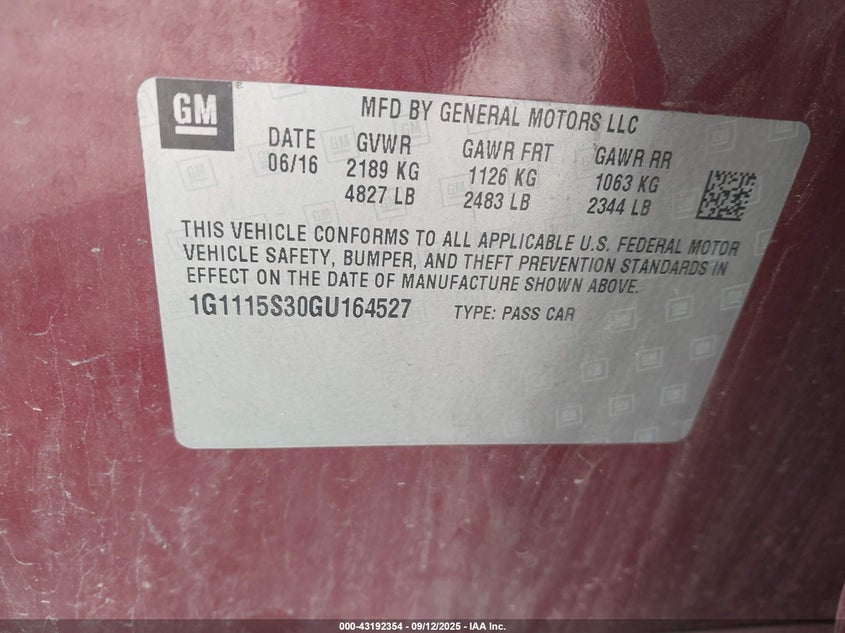 GM
MFD BY GENERAL MOTORS LLC
DATE GVWR GAWR FRT GAWR RR
06/16 2189 KG 1126 KG 1063 KG
4827 LB 2483 LB 2344 LB
THIS VEHICLE CONFORMS TO ALL APPLICABLE U.S. FEDERAL MOTOR
VEHICLE SAFETY, BUMPER, AND THEFT PREVENTION STANDARDS IN
EFFECT ON THE DATE OF MANUFACTURE SHOWN ABOVE.
1G1115S30GU164527 TYPE: PASS CAR
000-43192354 - 09/12/2025 - IAA Inc.